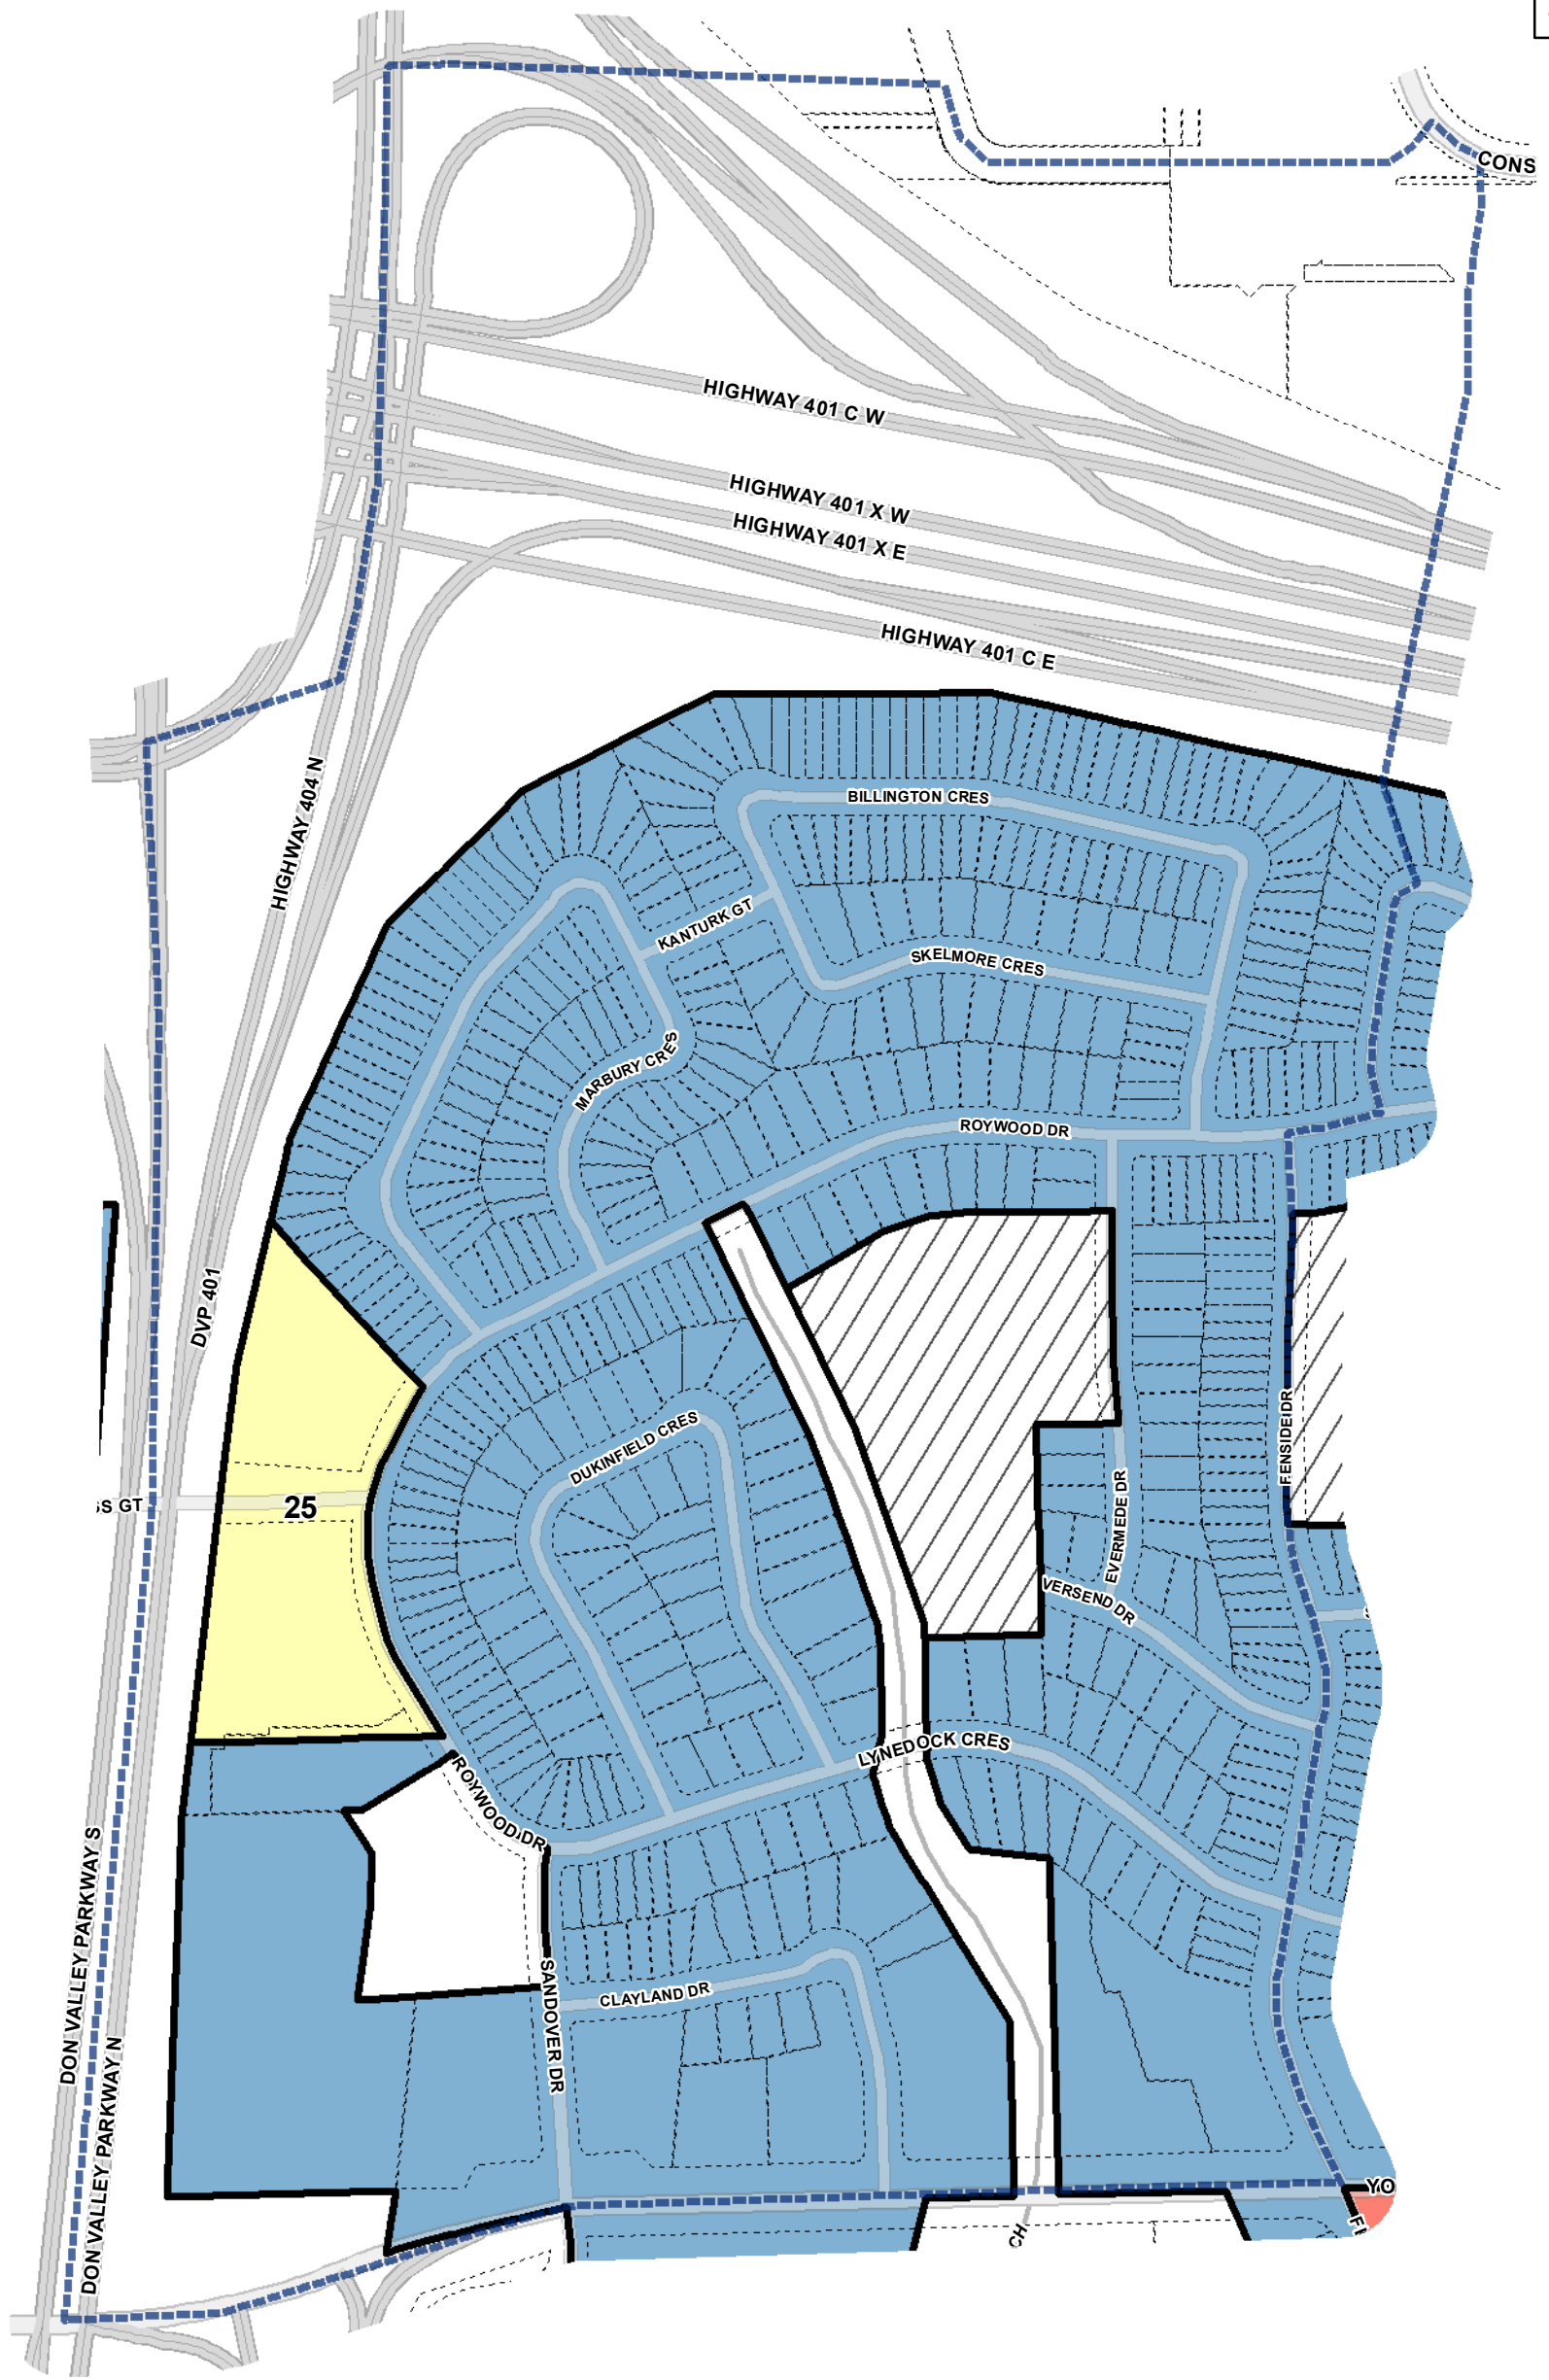 CONS
HIGHWAY 401 C W
HIGHWAY 401 X W
HIGHWAY 401 X E
HIGHWAY 401 C E
HIGHWAY 404 N
BILLINGTON CRES
KANTURK GT
SKELMORE CRES
MARBURY CRES
ROYWOOD DR
DVP 401
DUKINFIELD CRES
FENSIDE DR
S GT
25
EVERMEDE DR
VERSEND DR
LYNEDOCK CRES
ROYWOOD DR
DON VALLEY PARKWAY S
SANDOVER DR
CLAYLAND DR
DON VALLEY PARKWAY N
YO
CH